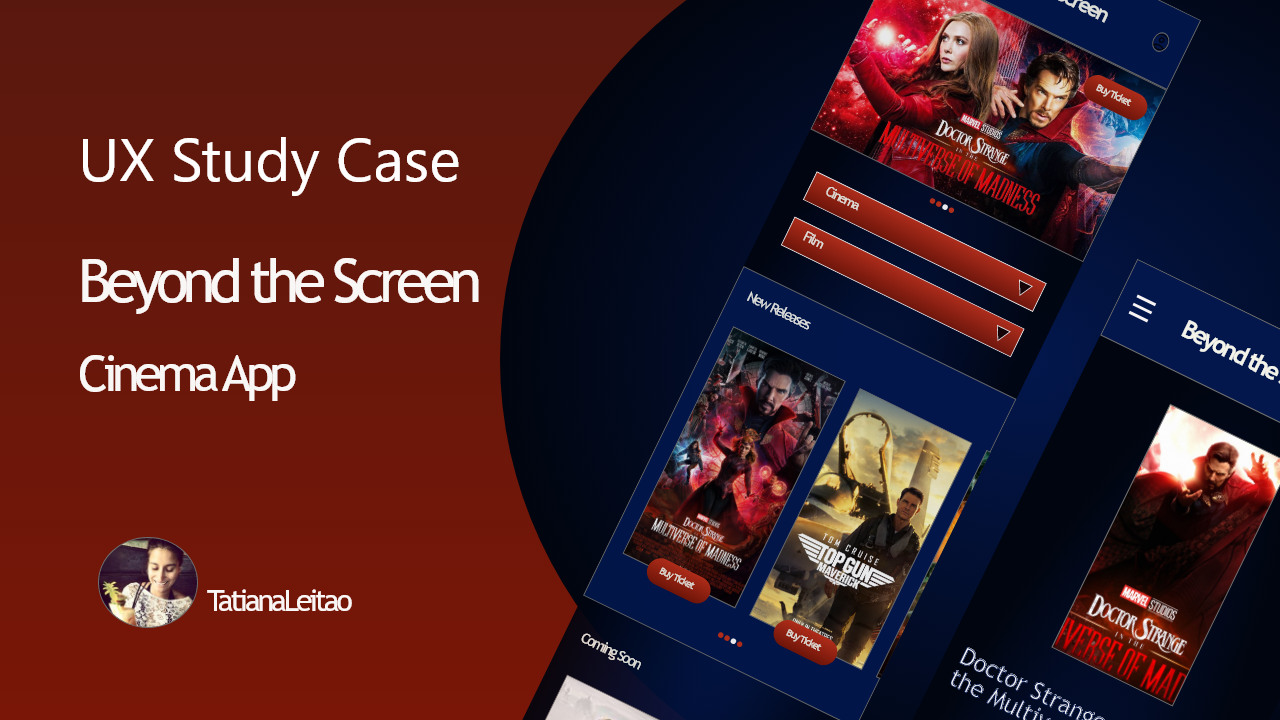 UX Study Case
Beyond the Screen
Cinema App
TatianaLeitao
Screen
Buy Ticket
MARVEL STUDIOS
DOCTOR STRANGE
IN THE
MULTIVERSE OF MADNESS
Cinema
Film
New Releases
MARVEL STUDIOS
DOCTOR STRANGE
IN THE
MULTIVERSE OF MADNESS
Buy Ticket
TOM CRUISE
TOP GUN
MAVERICK
Buy Ticket
Coming Soon
Beyond the
MARVEL STUDIOS
DOCTOR STRANGE
IN THE
VERSE OF MAD
Doctor Strange
the Multiv